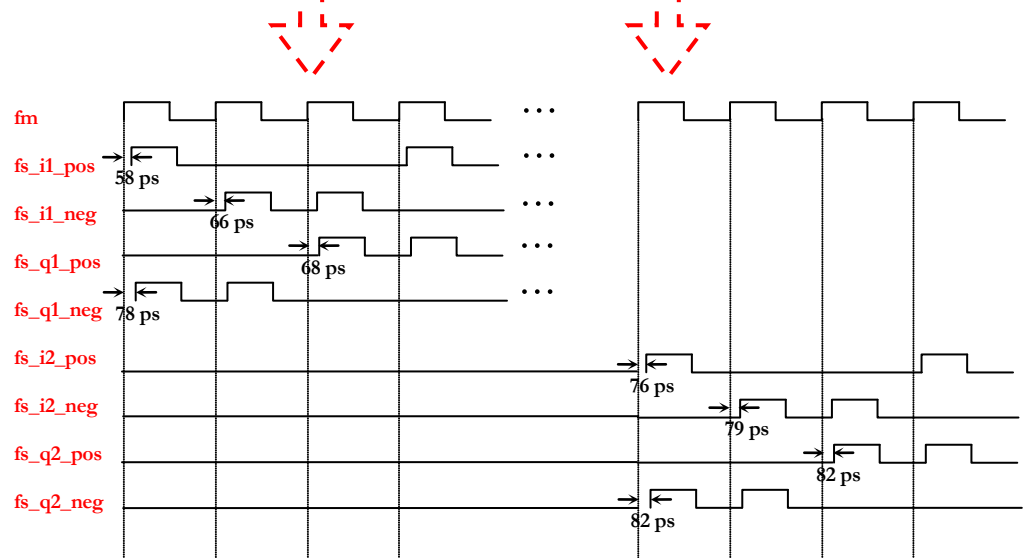 fm
...
...
fs_i1_pos
...
58 ps
fs_i1_neg
...
66 ps
fs_q1_pos
...
68 ps
fs_q1_neg
...
78 ps
fs_i2_pos
76 ps
fs_i2_neg
79 ps
fs_q2_pos
82 ps
fs_q2_neg
82 ps